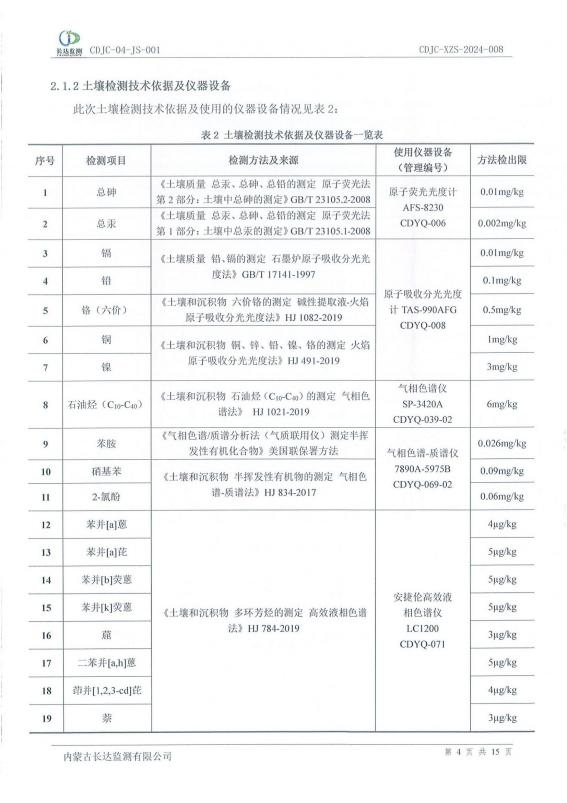 长达监测 CDJC-04-JS-001 CDJC-XZS-2024-008
2.1.2 土壤检测技术依据及仪器设备
此次土壤检测技术依据及使用的仪器设备情况见表 2:
表 2 土壤检测技术依据及仪器设备一览表
序号 检测项目 检测方法及来源 使用仪器设备（管理编号） 方法检出限
1 总砷 《土壤质量 总汞、总砷、总铅的测定 原子荧光法 第 2 部分：土壤中总砷的测定》GB/T 23105.2-2008 原子荧光光度计 AFS-8230 CDYQ-006 0.01mg/kg
2 总汞 《土壤质量 总汞、总砷、总铅的测定 原子荧光法 第 1 部分：土壤中总汞的测定》GB/T 23105.1-2008 0.002mg/kg
3 镉 《土壤质量 铅、镉的测定 石墨炉原子吸收分光光度法》GB/T 17141-1997 原子吸收分光光度计 TAS-990AFG CDYQ-008 0.01mg/kg
4 铅 0.1mg/kg
5 铬（六价） 《土壤和沉积物 六价铬的测定 碱性提取液-火焰原子吸收分光光度法》HJ 1082-2019 0.5mg/kg
6 铜 《土壤和沉积物 铜、锌、铅、镍、铬的测定 火焰原子吸收分光光度法》HJ 491-2019 1mg/kg
7 镍 3mg/kg
8 石油烃（C10-C40） 《土壤和沉积物 石油烃（C10-C40）的测定 气相色谱法》 HJ 1021-2019 气相色谱仪 SP-3420A CDYQ-039-02 6mg/kg
9 苯胺 《气相色谱/质谱分析法（气质联用仪）测定半挥发性有机化合物》美国联保署方法 气相色谱-质谱仪 7890A-5975B CDYQ-069-02 0.026mg/kg
10 硝基苯 《土壤和沉积物 半挥发性有机物的测定 气相色谱-质谱法》HJ 834-2017 0.09mg/kg
11 2-氯酚 0.06mg/kg
12 苯并[a]蒽 《土壤和沉积物 多环芳烃的测定 高效液相色谱法》HJ 784-2019 安捷伦高效液相色谱仪 LC1200 CDYQ-071 4μg/kg
13 苯并[a]芘 5μg/kg
14 苯并[b]荧蒽 5μg/kg
15 苯并[k]荧蒽 5μg/kg
16 䓛 3μg/kg
17 二苯并[a,h]蒽 5μg/kg
18 茚并[1,2,3-cd]芘 4μg/kg
19 萘 3μg/kg
内蒙古长达监测有限公司 第 4 页 共 15 页